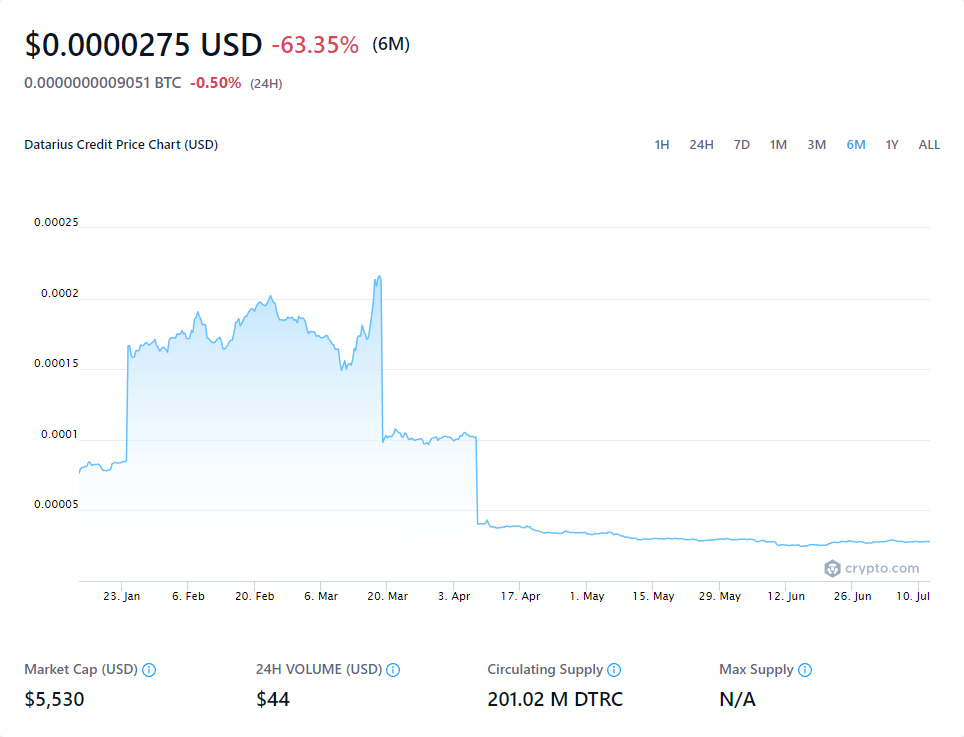 $0.0000275 USD -63.35% (6M)
0.0000000009051 BTC -0.50% (24H)
Datarius Credit Price Chart (USD)
1H 24H 7D 1M 3M 6M 1Y ALL
0.00025
0.0002
0.00015
0.0001
0.00005
crypto.com
23. Jan 6. Feb 20. Feb 6. Mar 20. Mar 3. Apr 17. Apr 1. May 15. May 29. May 12. Jun 26. Jun 10. Jul
Market Cap (USD) 24H VOLUME (USD) Circulating Supply Max Supply
$5,530 $44 201.02 M DTRC N/A